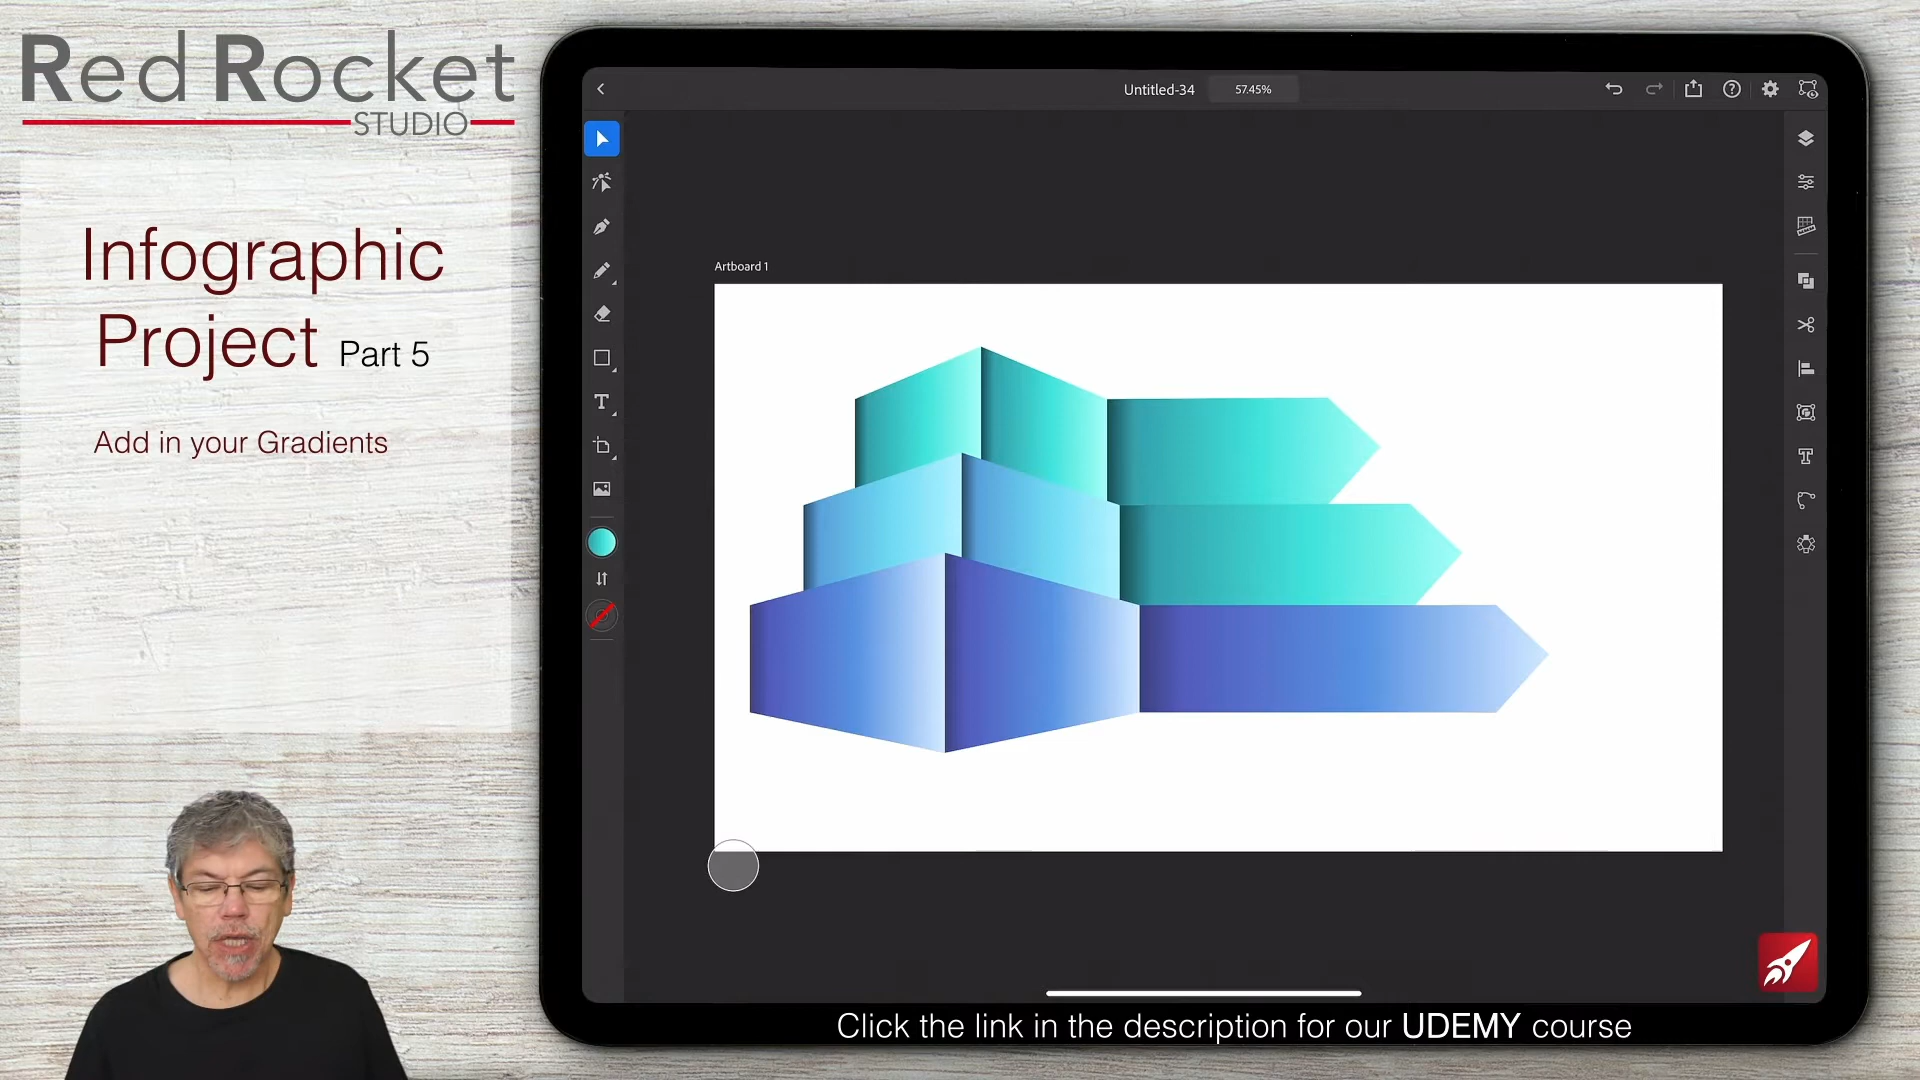 Red Rocket
STUDIO
Infographic
Project Part 5
Add in your Gradients
Untitled-34
57.45%
Artboard 1
Click the link in the description for our UDEMY course